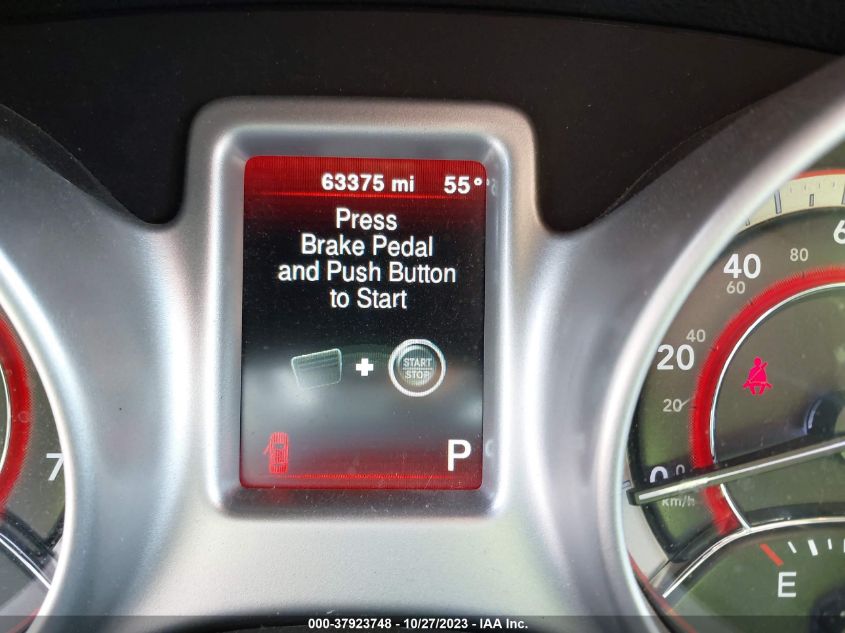 63375 mi 55°
Press
Brake Pedal
and Push Button
to Start
START
STOP
P
7
40
80
60
20
40
20
0
0
km/h
E
000-37923748 - 10/27/2023 - IAA Inc.